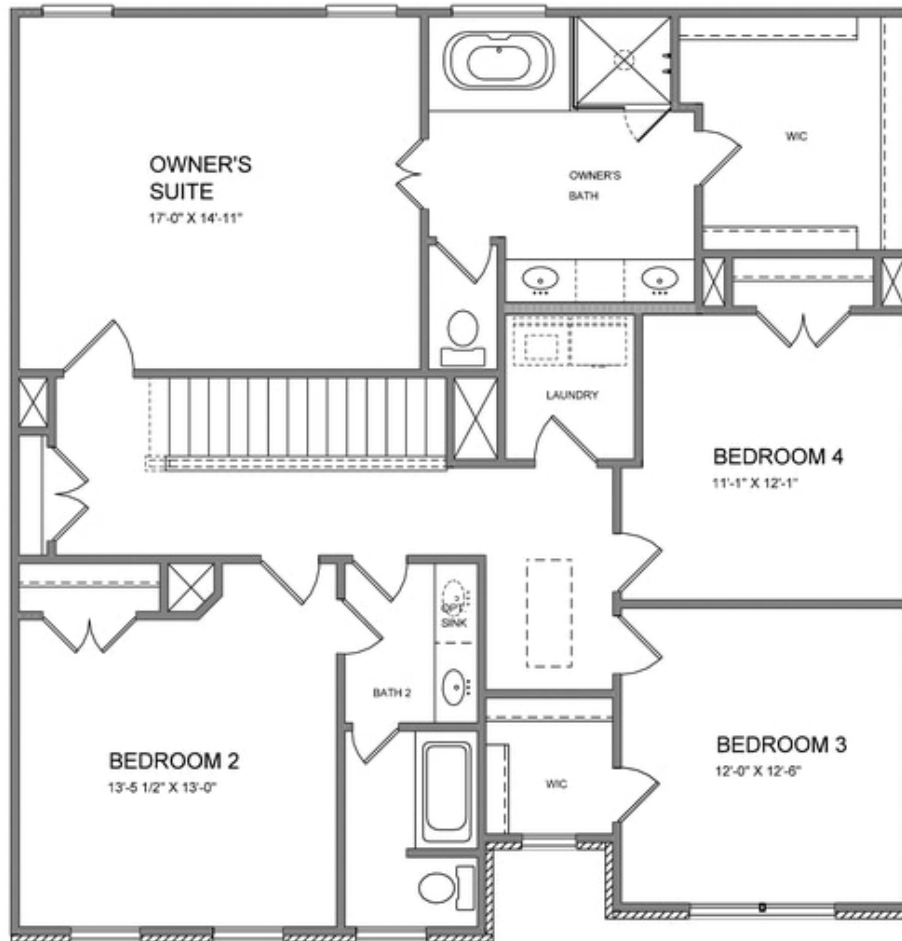 OWNER'S
SUITE
17'-0" X 14'-11"
OWNER'S
BATH
WIC
LAUNDRY
BEDROOM 4
11'-1" X 12'-1"
OPT.
SINK
BATH 2
BEDROOM 2
13'-5 1/2" X 13'-0"
WIC
BEDROOM 3
12'-0" X 12'-6"